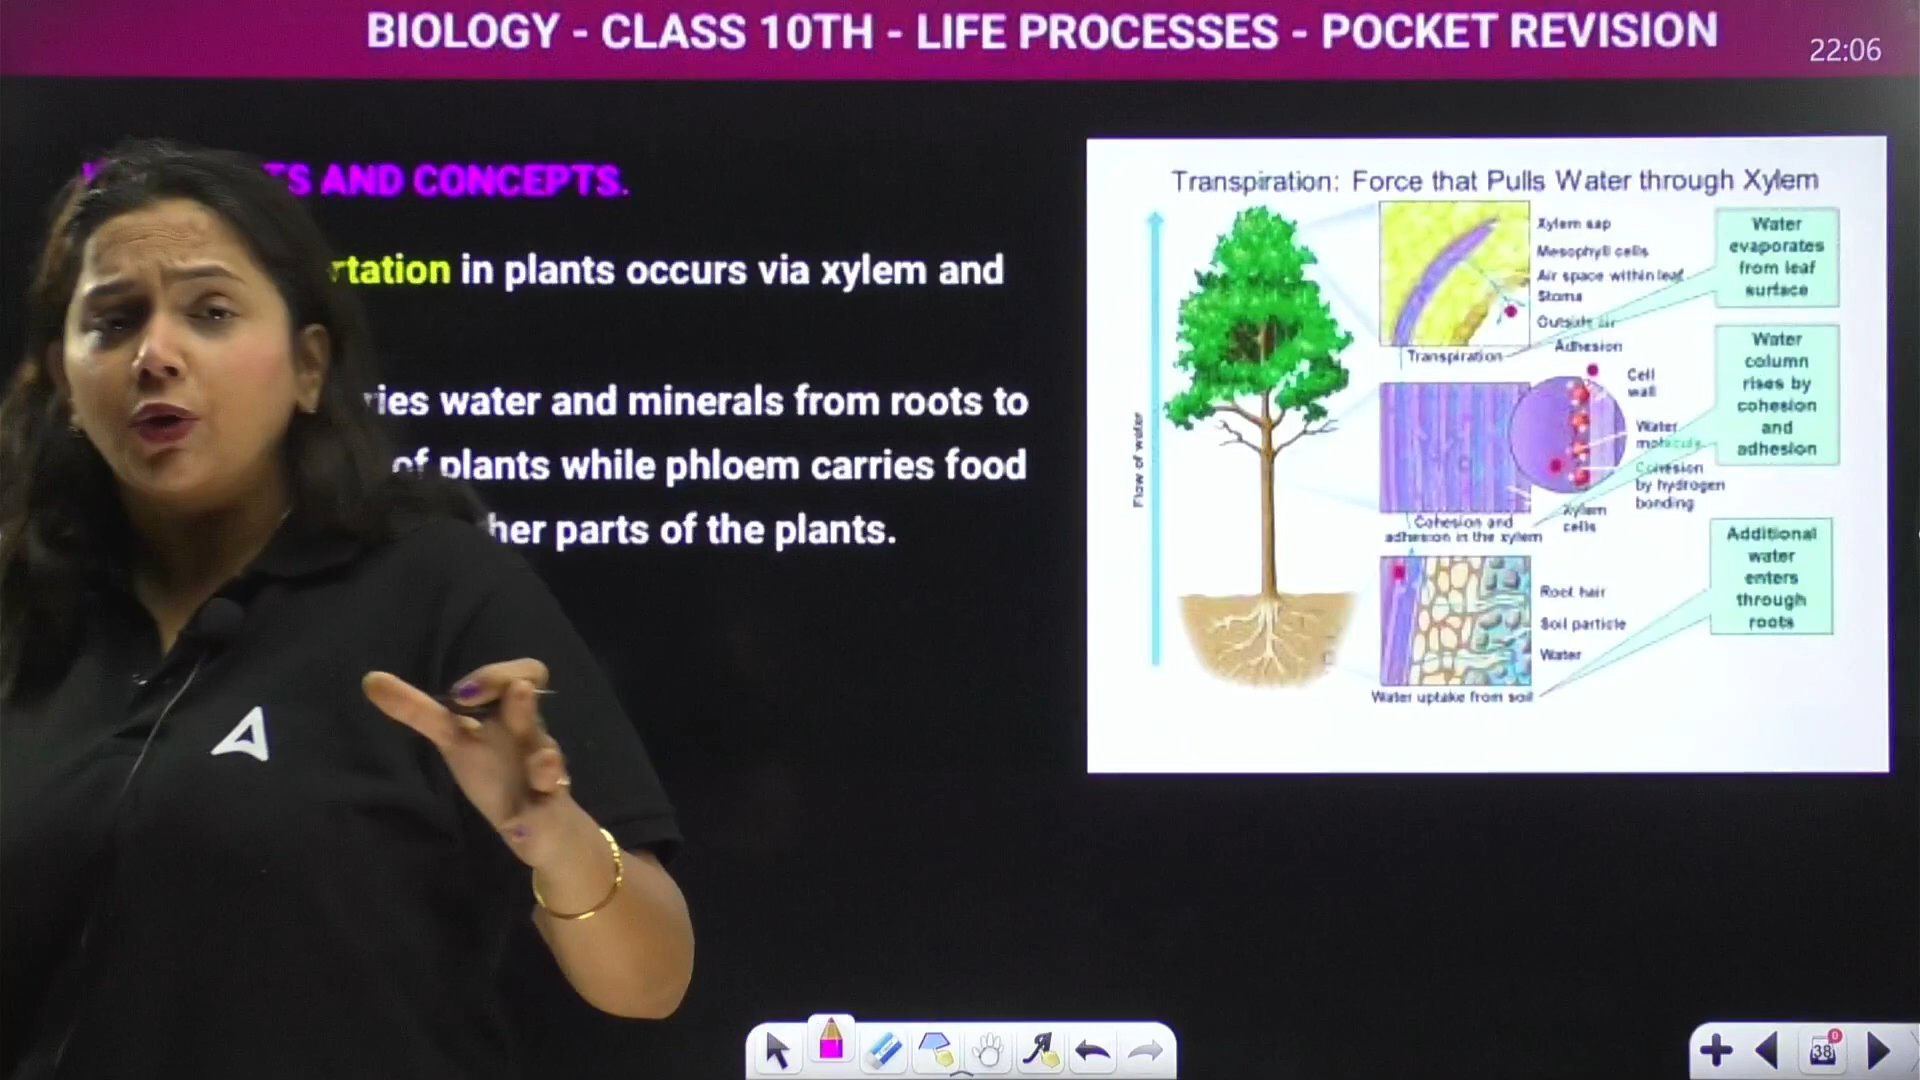 BIOLOGY - CLASS 10TH - LIFE PROCESSES - POCKET REVISION
22:06
AND CONCEPTS.
in plants occurs via xylem and
water and minerals from roots to
of plants while phloem carries food
parts of the plants.
Transpiration: Force that Pulls Water through Xylem
Flow of water
Xylem sap
Mesophyll cells
Air space within leaf
Stoma
Outside air
Transpiration
Water
evaporates
from leaf
surface
Adhesion
Cell
wall
Water
molecule
Cohesion
by hydrogen
bonding
Xylem
cells
Cohesion and
adhesion in the xylem
Water
column
rises by
cohesion
and
adhesion
Root hair
Soil particle
Water
Water uptake from soil
Additional
water
enters
through
roots
38
0